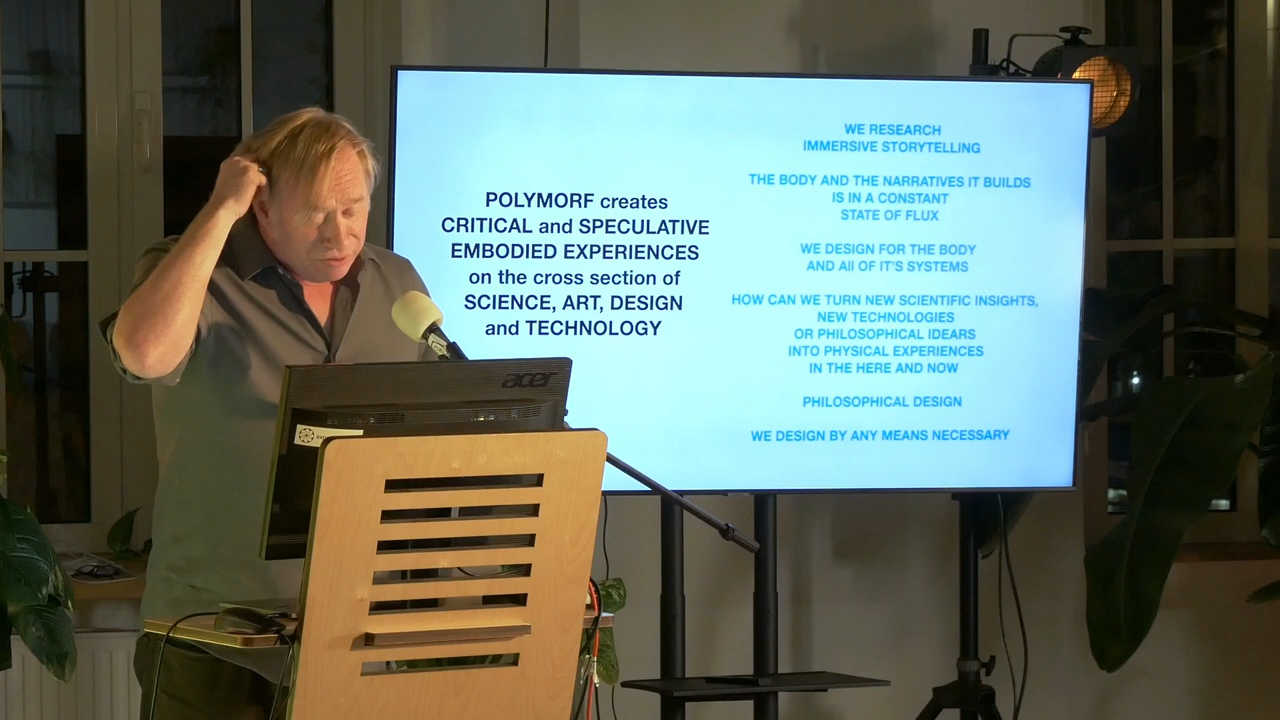 POLYMORF creates
CRITICAL and SPECULATIVE
EMBODIED EXPERIENCES
on the cross section of
SCIENCE, ART, DESIGN
and TECHNOLOGY
WE RESEARCH
IMMERSIVE STORYTELLING
THE BODY AND THE NARRATIVES IT BUILDS
IS IN A CONSTANT
STATE OF FLUX
WE DESIGN FOR THE BODY
AND All OF IT'S SYSTEMS
HOW CAN WE TURN NEW SCIENTIFIC INSIGHTS,
NEW TECHNOLOGIES
OR PHILOSOPHICAL IDEARS
INTO PHYSICAL EXPERIENCES
IN THE HERE AND NOW
PHILOSOPHICAL DESIGN
WE DESIGN BY ANY MEANS NECESSARY
acer